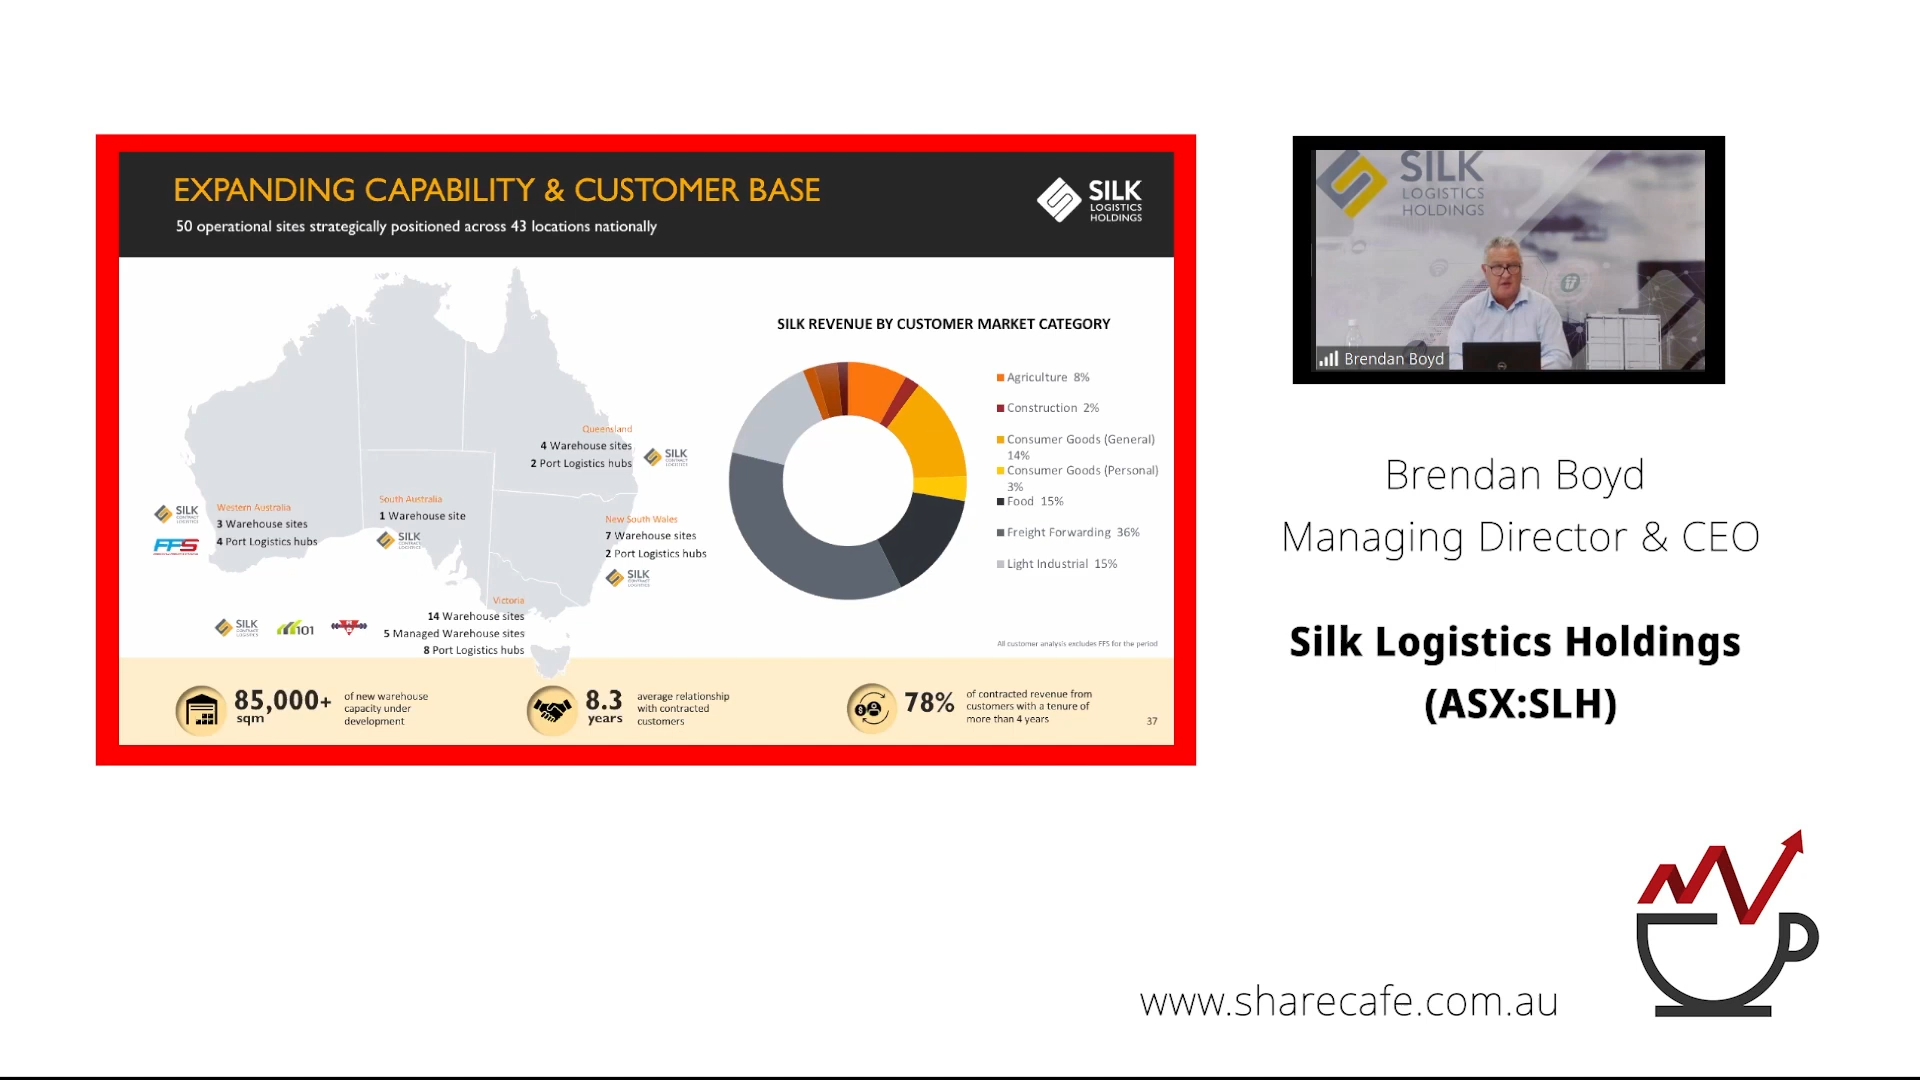 EXPANDING CAPABILITY & CUSTOMER BASE
50 operational sites strategically positioned across 43 locations nationally
SILK
LOGISTICS
HOLDINGS
SILK REVENUE BY CUSTOMER MARKET CATEGORY
Agriculture 8%
Construction 2%
Consumer Goods (General)
14%
Consumer Goods (Personal)
3%
Food 15%
Freight Forwarding 36%
Light Industrial 15%
All customer analysis excludes FFS for the period
Queensland
4 Warehouse sites
2 Port Logistics hubs
SILK
CONTRACT
LOGISTICS
Western Australia
3 Warehouse sites
4 Port Logistics hubs
SILK
CONTRACT
LOGISTICS
FFS
South Australia
1 Warehouse site
SILK
CONTRACT
LOGISTICS
New South Wales
7 Warehouse sites
2 Port Logistics hubs
SILK
CONTRACT
LOGISTICS
Victoria
14 Warehouse sites
5 Managed Warehouse sites
8 Port Logistics hubs
SILK
CONTRACT
LOGISTICS
101
85,000+
sqm
of new warehouse
capacity under
development
8.3
years
average relationship
with contracted
customers
78%
of contracted revenue from
customers with a tenure of
more than 4 years
37
SILK
LOGISTICS
HOLDINGS
Brendan Boyd
Brendan Boyd
Managing Director & CEO
Silk Logistics Holdings
(ASX:SLH)
www.sharecafe.com.au